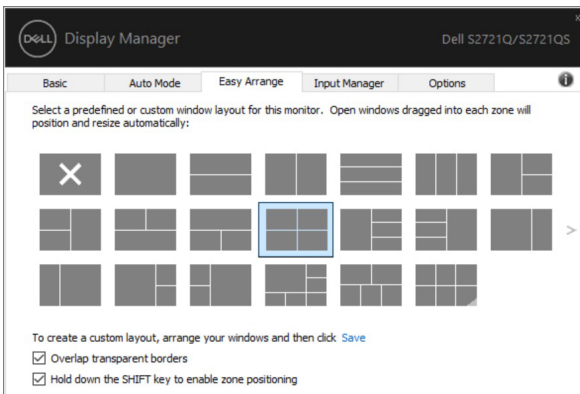 DELL Display Manager Dell S2721Q/S2721QS
Basic Auto Mode Easy Arrange Input Manager Options
Select a predefined or custom window layout for this monitor. Open windows dragged into each zone will
position and resize automatically:
To create a custom layout, arrange your windows and then click Save
Overlap transparent borders
Hold down the SHIFT key to enable zone positioning